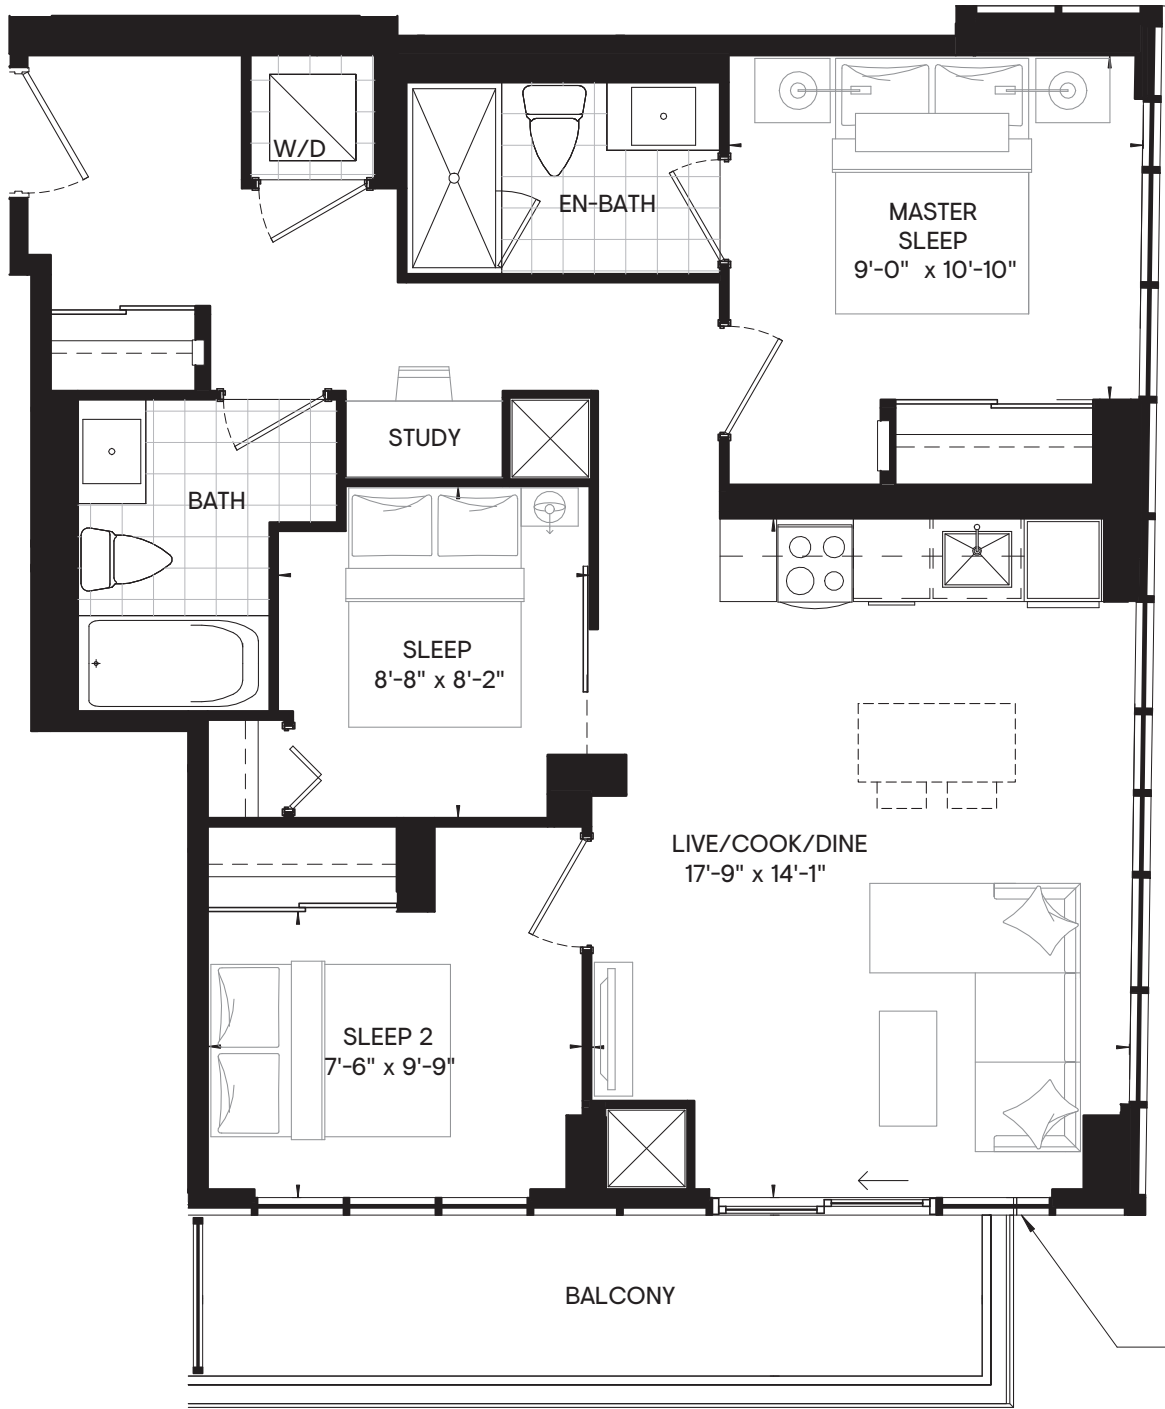 W/D
EN-BATH
MASTER
SLEEP
9'-0" x 10'-10"
STUDY
BATH
SLEEP
8'-8" x 8'-2"
LIVE/COOK/DINE
17'-9" x 14'-1"
SLEEP 2
7'-6" x 9'-9"
BALCONY